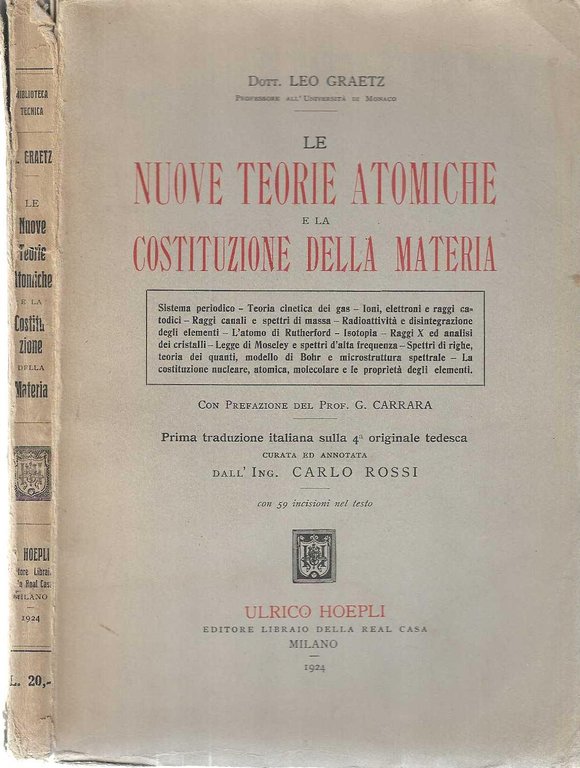 BIBLIOTECA
TECNICA
GRAETZ
LE
Nuove
Teorie
Atomiche
E LA
Costitu
zione
DELLA
Materia
HOEPLI
MILANO
1924
L. 20,-
Dott. LEO GRAETZ
Professore all'Università di Monaco
LE
NUOVE TEORIE ATOMICHE
E LA
COSTITUZIONE DELLA MATERIA
Sistema periodico - Teoria cinetica dei gas - Ioni, elettroni e raggi ca-
todici - Raggi canali e spettri di massa - Radioattività e disintegrazione
degli elementi - L'atomo di Rutherford - Isotopia - Raggi X ed analisi
dei cristalli - Legge di Moseley e spettri d'alta frequenza - Spettri di righe,
teoria dei quanti, modello di Bohr e microstruttura spettrale - La
costituzione nucleare, atomica, molecolare e le proprietà degli elementi.
Con Prefazione del Prof. G. CARRARA
Prima traduzione italiana sulla 4ª originale tedesca
CURATA ED ANNOTATA
DALL'ING. CARLO ROSSI
con 59 incisioni nel testo
ULRICO HOEPLI
EDITORE LIBRAIO DELLA REAL CASA
MILANO
1924